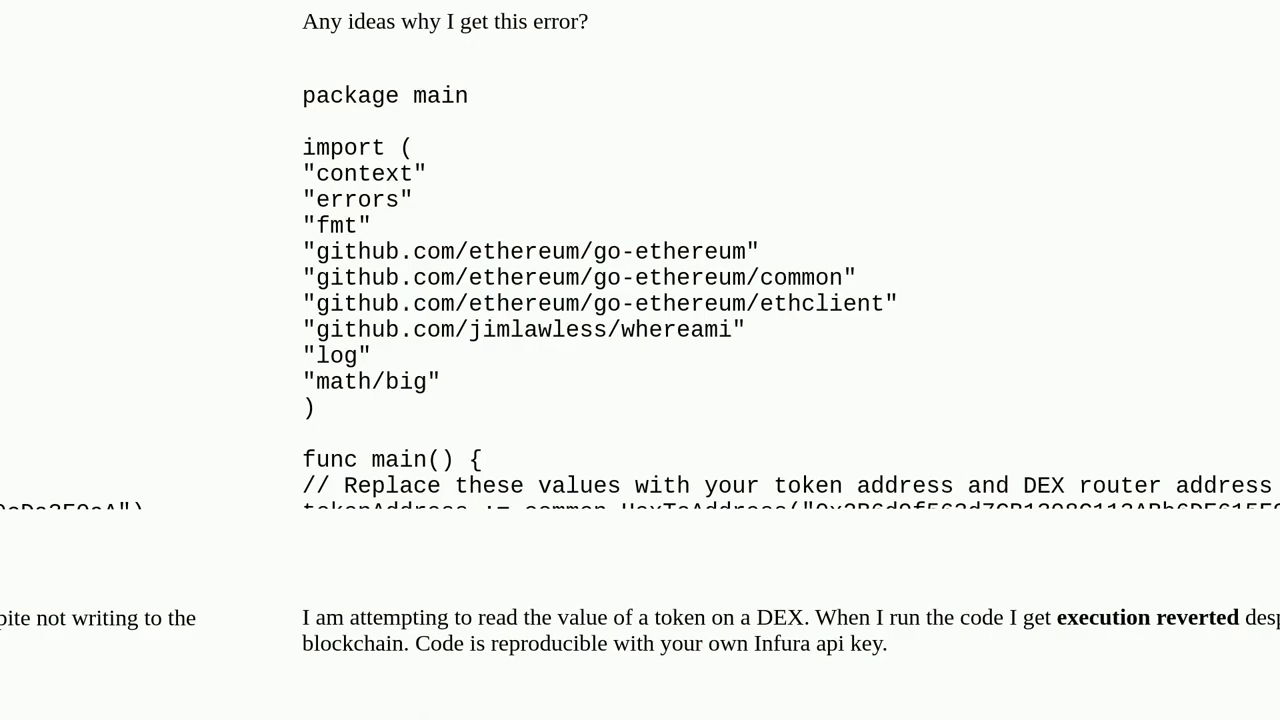 Any ideas why I get this error?
package main
import (
"context"
"errors"
"fmt"
"github.com/ethereum/go-ethereum"
"github.com/ethereum/go-ethereum/common"
"github.com/ethereum/go-ethereum/ethclient"
"github.com/jimlawless/whereami"
"log"
"math/big"
)
func main() {
// Replace these values with your token address and DEX router address
tokenAddress := common.HexToAddress(
pite not writing to the
I am attempting to read the value of a token on a DEX. When I run the code I get execution reverted desp
blockchain. Code is reproducible with your own Infura api key.